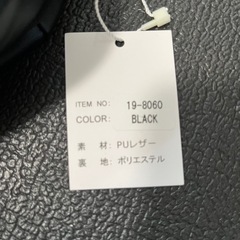 ITEM NO: 19-8060
COLOR: BLACK
素 材: PUレザー
裏 地: ポリエステル